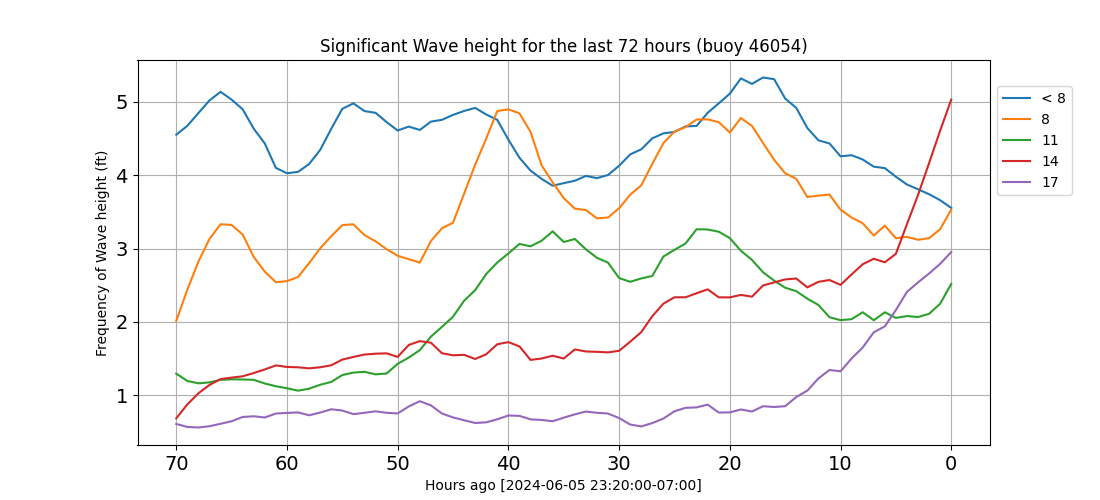 Significant Wave height for the last 72 hours (buoy 46054)
Frequency of Wave height (ft)
5
4
3
2
1
70 60 50 40 30 20 10 0
Hours ago [2024-06-05 23:20:00-07:00]
< 8
8
11
14
17